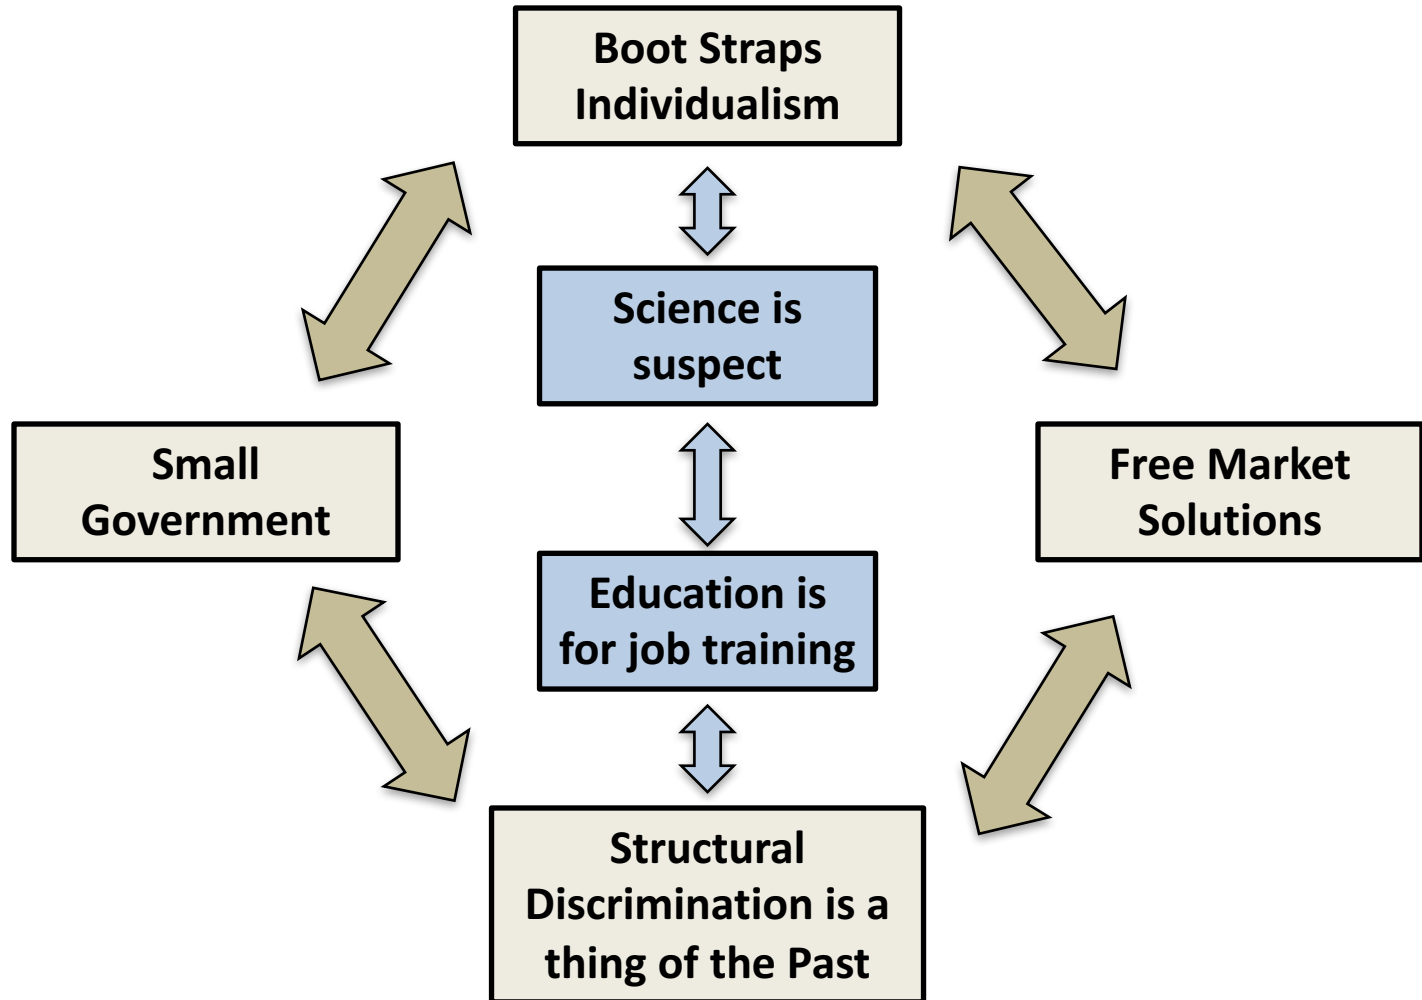 Boot Straps
Individualism
Science is
suspect
Small
Government
Free Market
Solutions
Education is
for job training
Structural
Discrimination is a
thing of the Past